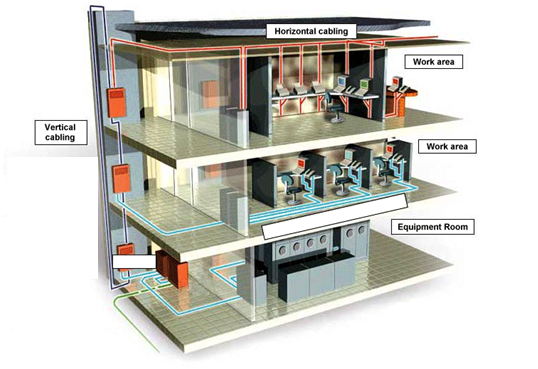 Horizontal cabling
Work area
Vertical
cabling
Work area
Equipment Room